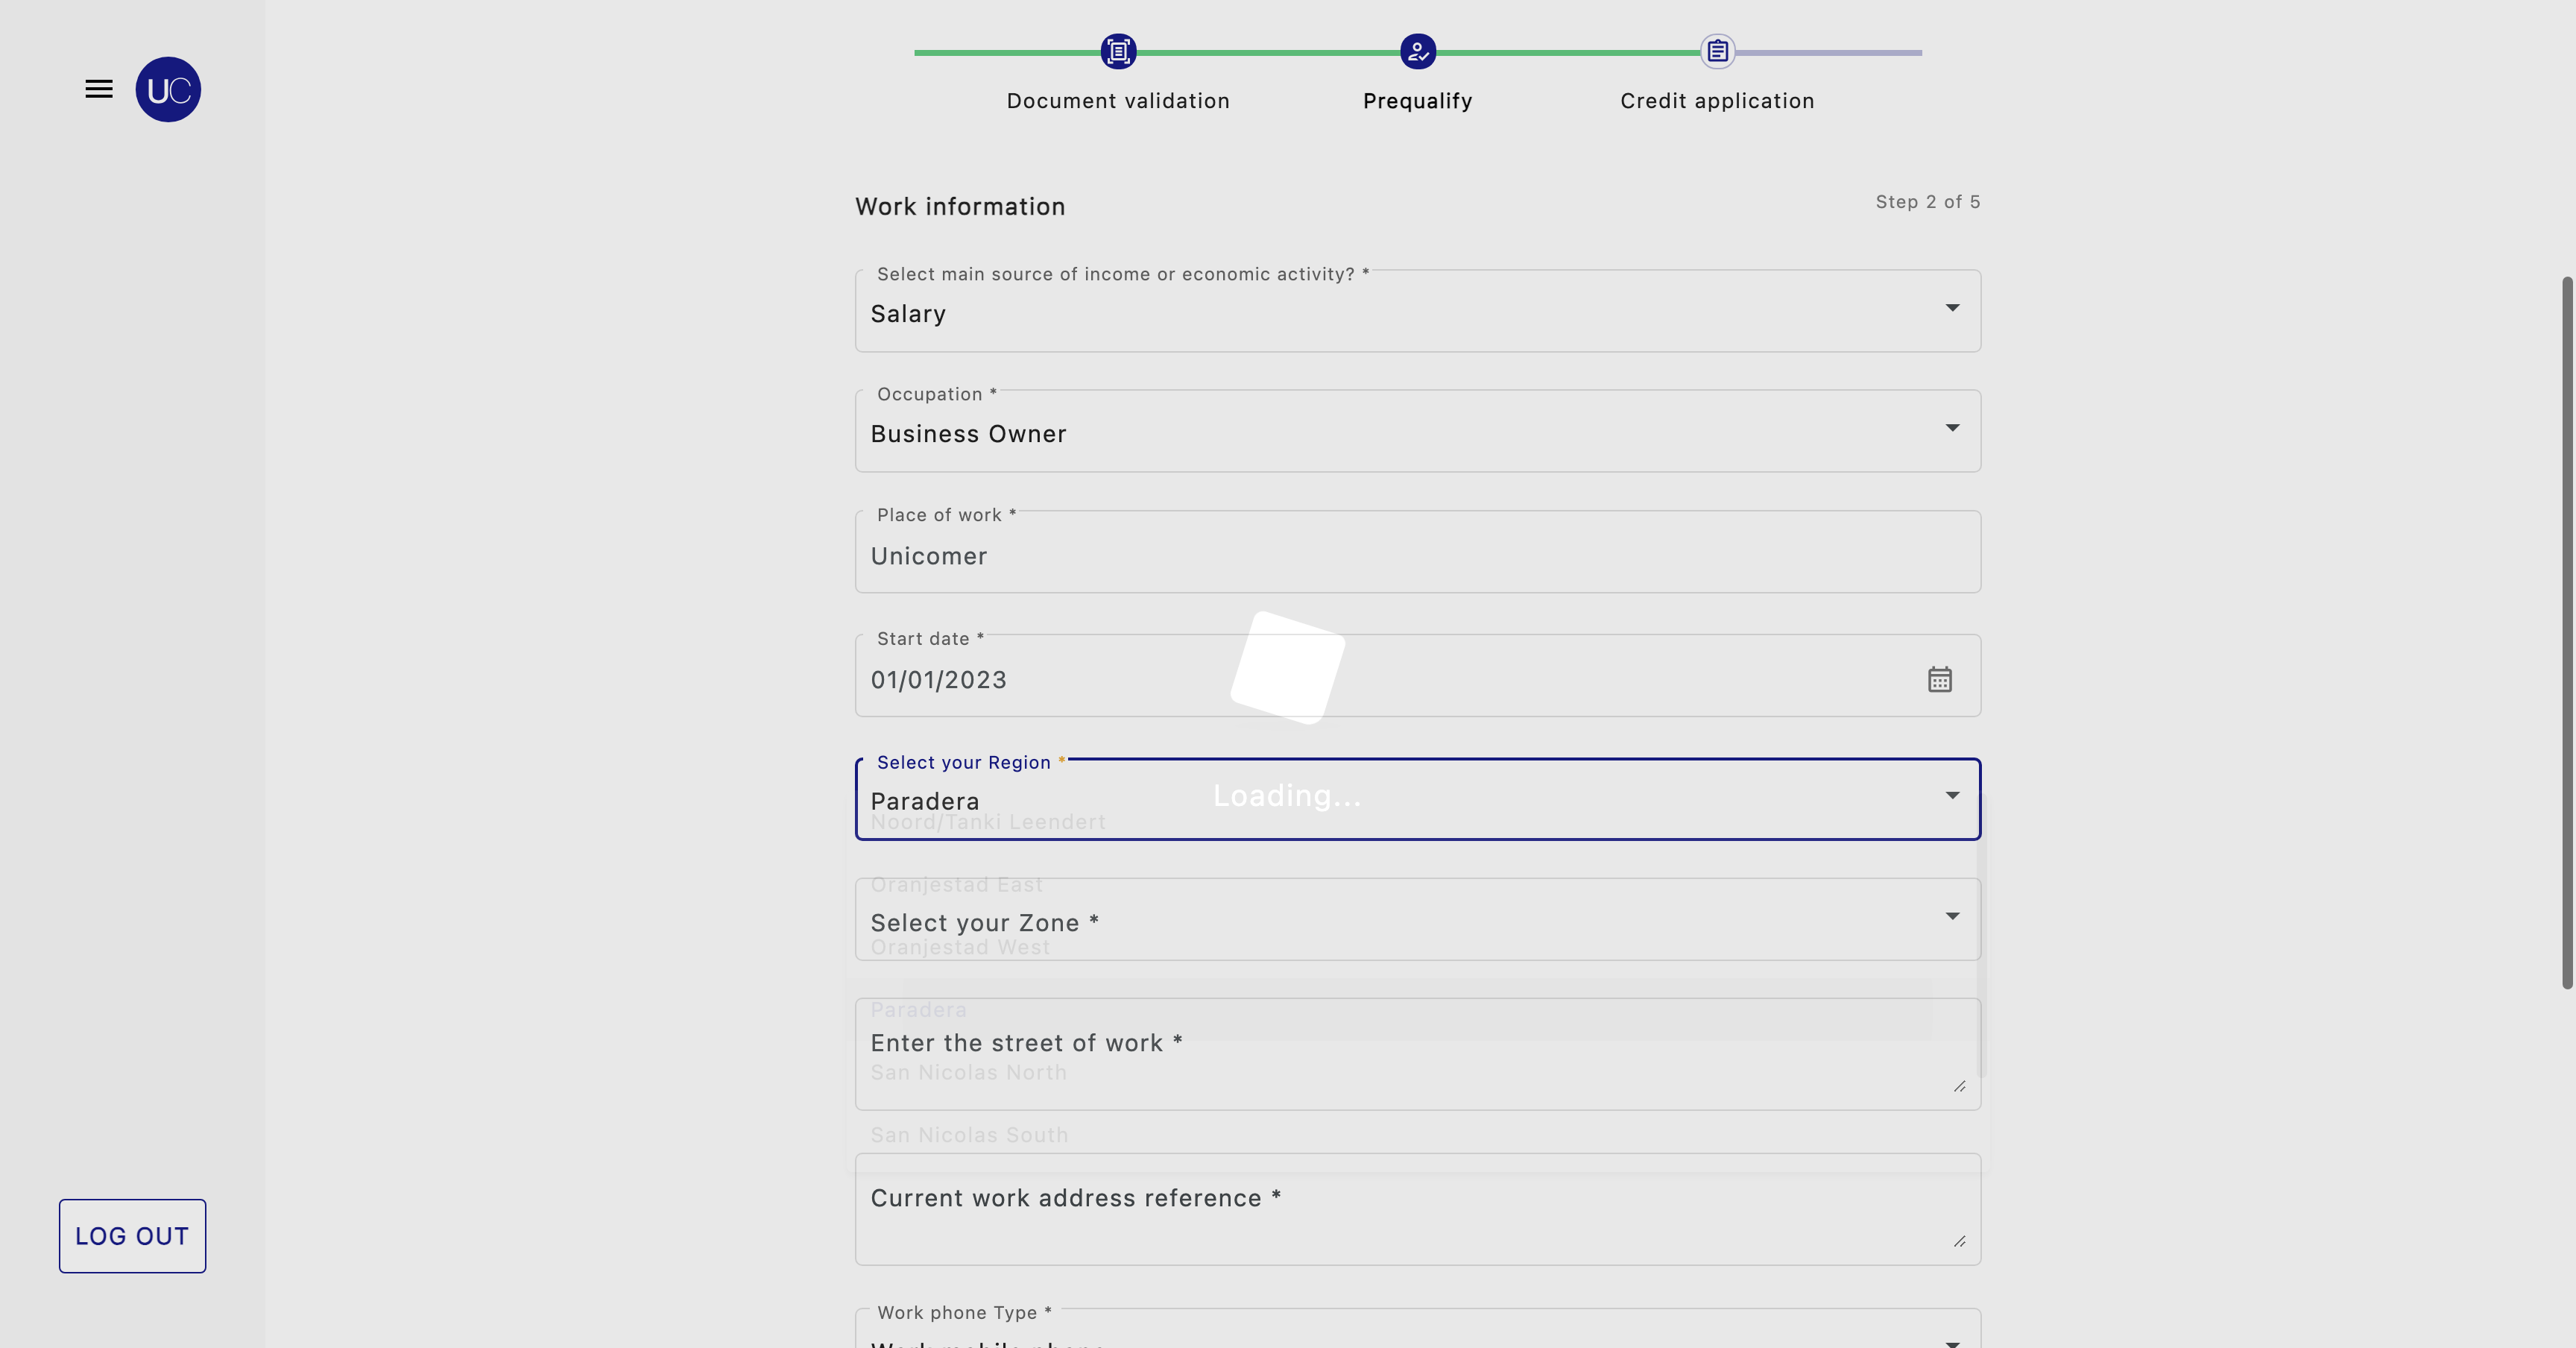 UC
Document validation
Prequalify
Credit application
Work information
Step 2 of 5
Select main source of income or economic activity? *
Salary
Occupation *
Business Owner
Place of work *
Unicomer
Start date *
01/01/2023
Select your Region *
Paradera
Loading...
Noord/Tanki Leendert
Oranjestad East
Select your Zone *
Oranjestad West
Paradera
Enter the street of work *
San Nicolas North
San Nicolas South
Current work address reference *
LOG OUT
Work phone Type *
Work mobile phone